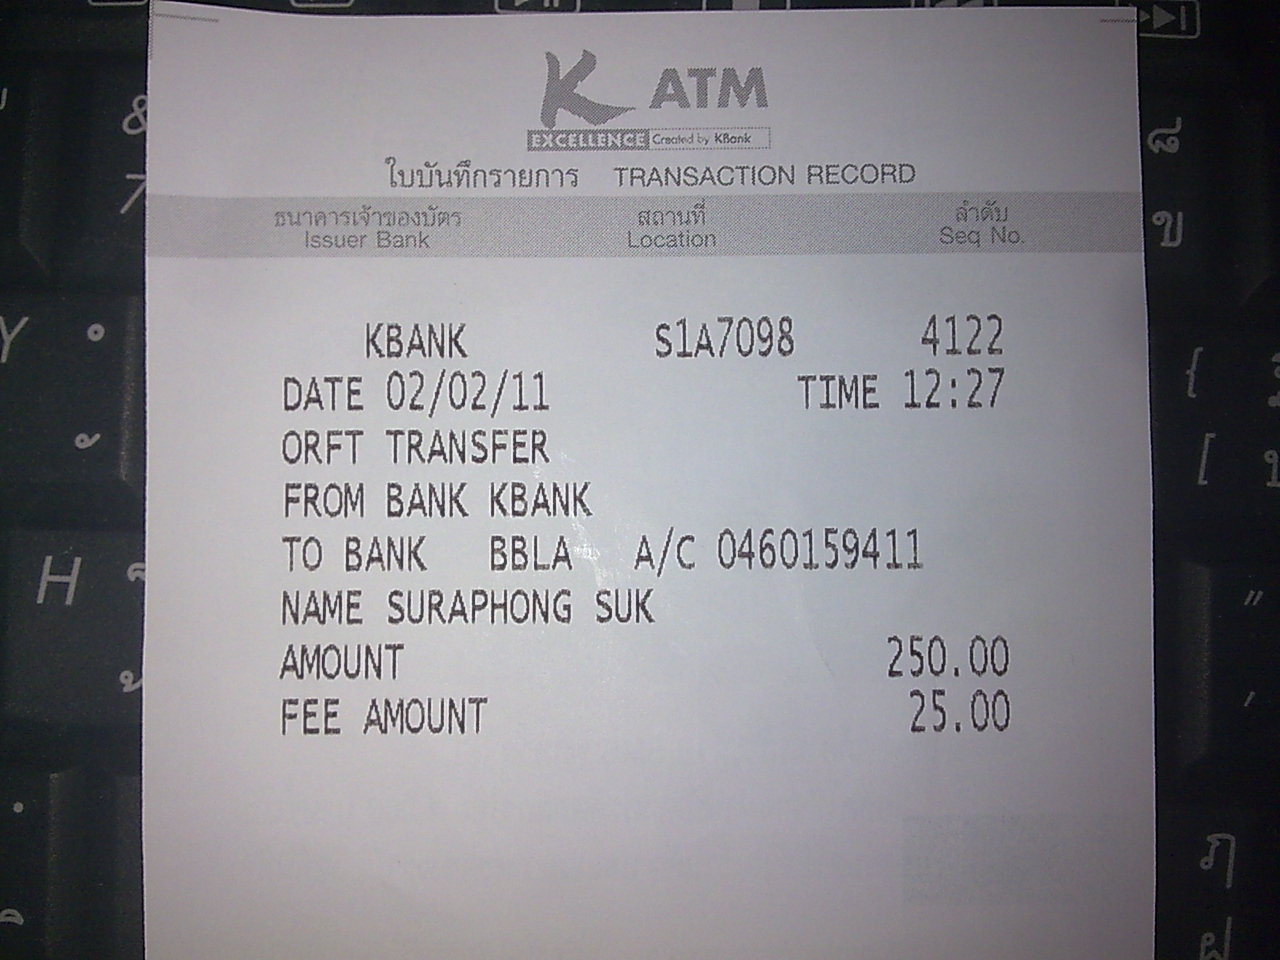 K ATM
EXCELLENCE Created by KBank
ใบบันทึกรายการ TRANSACTION RECORD
ธนาคารเจ้าของบัตร สถานที่ ลำดับ
Issuer Bank Location Seq No.
KBANK S1A7098 4122
DATE 02/02/11 TIME 12:27
ORFT TRANSFER
FROM BANK KBANK
TO BANK BBLA A/C 0460159411
NAME SURAPHONG SUK
AMOUNT 250.00
FEE AMOUNT 25.00
&
7
Y
H
ข
{
[
ภ